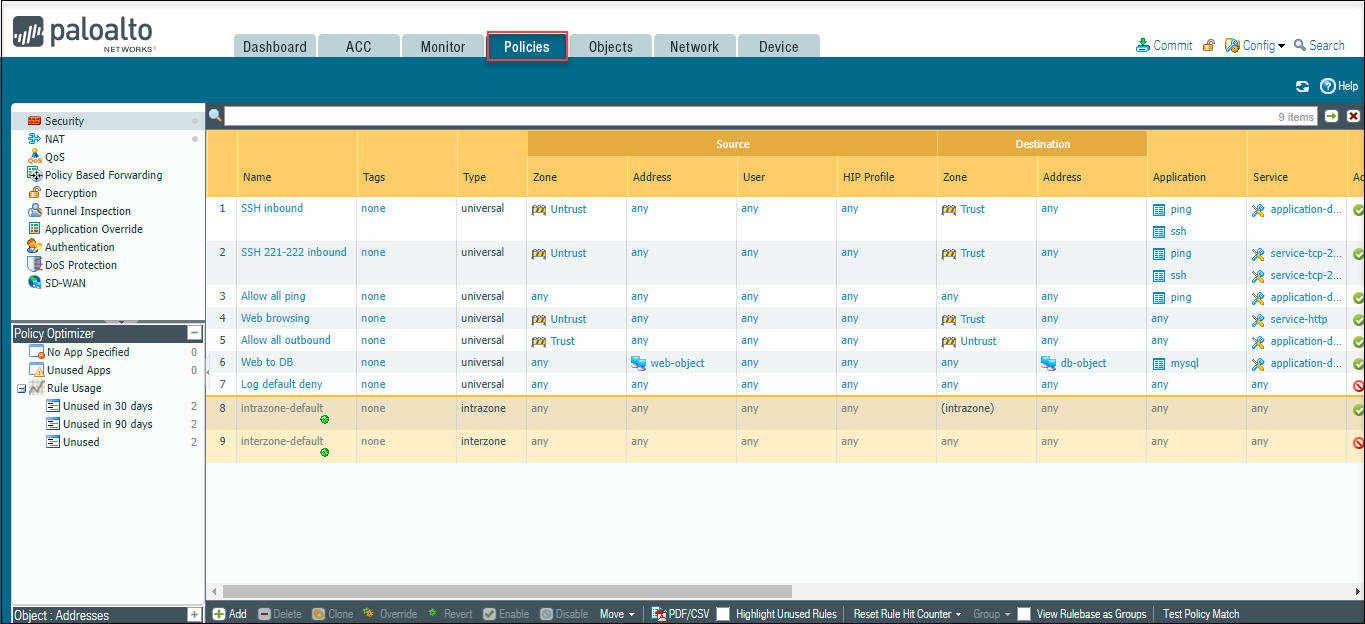 paloalto
NETWORKS®
Dashboard ACC Monitor Policies Objects Network Device
Commit Config Search
Help
Security
NAT
QoS
Policy Based Forwarding
Decryption
Tunnel Inspection
Application Override
Authentication
DoS Protection
SD-WAN
Policy Optimizer
No App Specified 0
Unused Apps 0
Rule Usage
Unused in 30 days 2
Unused in 90 days 2
Unused 2
Object : Addresses
9 items
Source Destination
Name Tags Type Zone Address User HIP Profile Zone Address Application Service Ac
1 SSH inbound none universal Untrust any any any Trust any ping application-d...
ssh
2 SSH 221-222 inbound none universal Untrust any any any Trust any ping service-tcp-2...
ssh service-tcp-2...
3 Allow all ping none universal any any any any any any ping application-d...
4 Web browsing none universal Untrust any any any Trust any any service-http
5 Allow all outbound none universal Trust any any any Untrust any any application-d...
6 Web to DB none universal any web-object any any any db-object mysql application-d...
7 Log default deny none universal any any any any any any any any
8 intrazone-default none intrazone any any any any (intrazone) any any any
9 interzone-default none interzone any any any any any any any any
Add Delete Clone Override Revert Enable Disable Move PDF/CSV Highlight Unused Rules Reset Rule Hit Counter Group View Rulebase as Groups Test Policy Match